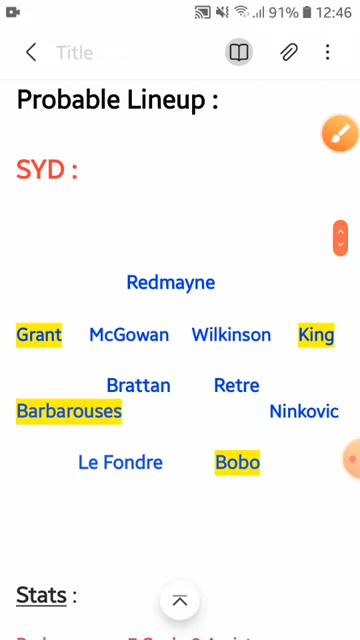 91% 12:46
Title
Probable Lineup :
SYD :
Redmayne
Grant McGowan Wilkinson King
Brattan Retre
Barbarouses Ninkovic
Le Fondre Bobo
Stats :